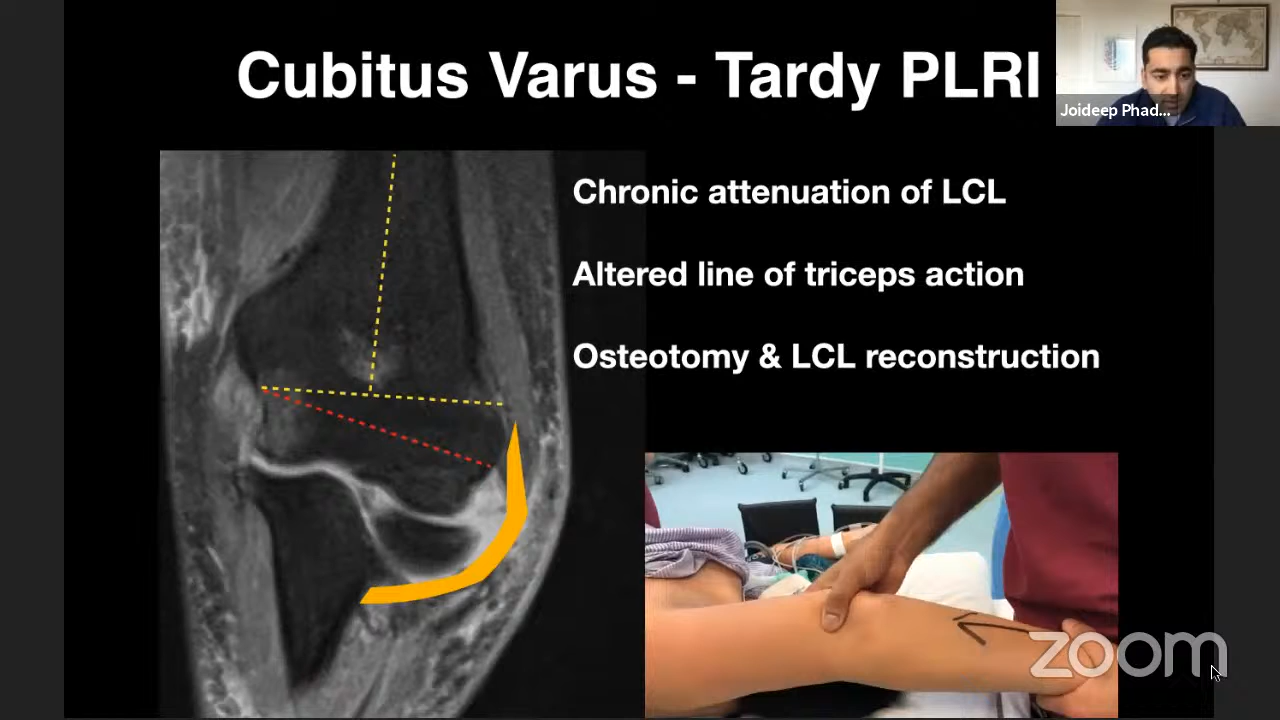 Cubitus Varus - Tardy PLRI
Joideep Phad...
Chronic attenuation of LCL
Altered line of triceps action
Osteotomy & LCL reconstruction
zoom